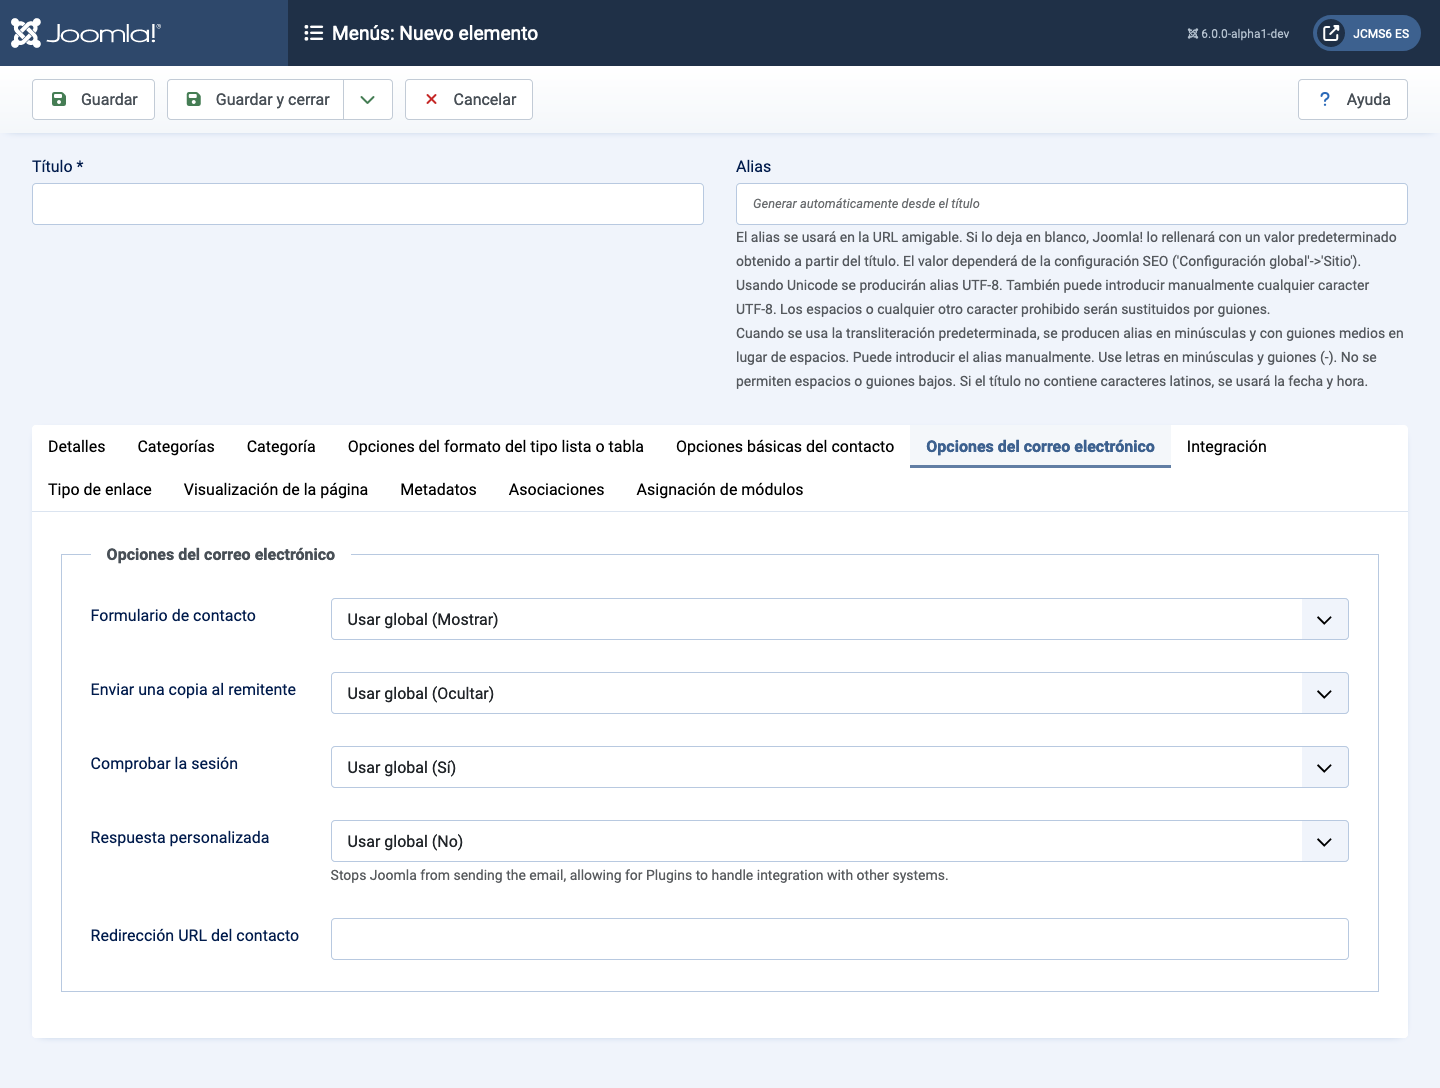 Joomla!®
Menús: Nuevo elemento
6.0.0-alpha1-dev
JCMS6 ES
Guardar
Guardar y cerrar
Cancelar
? Ayuda
Título *
Alias
Generar automáticamente desde el título
El alias se usará en la URL amigable. Si lo deja en blanco, Joomla! lo rellenará con un valor predeterminado
obtenido a partir del título. El valor dependerá de la configuración SEO ('Configuración global'->'Sitio').
Usando Unicode se producirán alias UTF-8. También puede introducir manualmente cualquier caracter
UTF-8. Los espacios o cualquier otro caracter prohibido serán sustituidos por guiones.
Cuando se usa la transliteración predeterminada, se producen alias en minúsculas y con guiones medios en
lugar de espacios. Puede introducir el alias manualmente. Use letras en minúsculas y guiones (-). No se
permiten espacios o guiones bajos. Si el título no contiene caracteres latinos, se usará la fecha y hora.
Detalles
Categorías
Categoría
Opciones del formato del tipo lista o tabla
Opciones básicas del contacto
Opciones del correo electrónico
Integración
Tipo de enlace
Visualización de la página
Metadatos
Asociaciones
Asignación de módulos
Opciones del correo electrónico
Formulario de contacto
Usar global (Mostrar)
Enviar una copia al remitente
Usar global (Ocultar)
Comprobar la sesión
Usar global (Sí)
Respuesta personalizada
Usar global (No)
Stops Joomla from sending the email, allowing for Plugins to handle integration with other systems.
Redirección URL del contacto